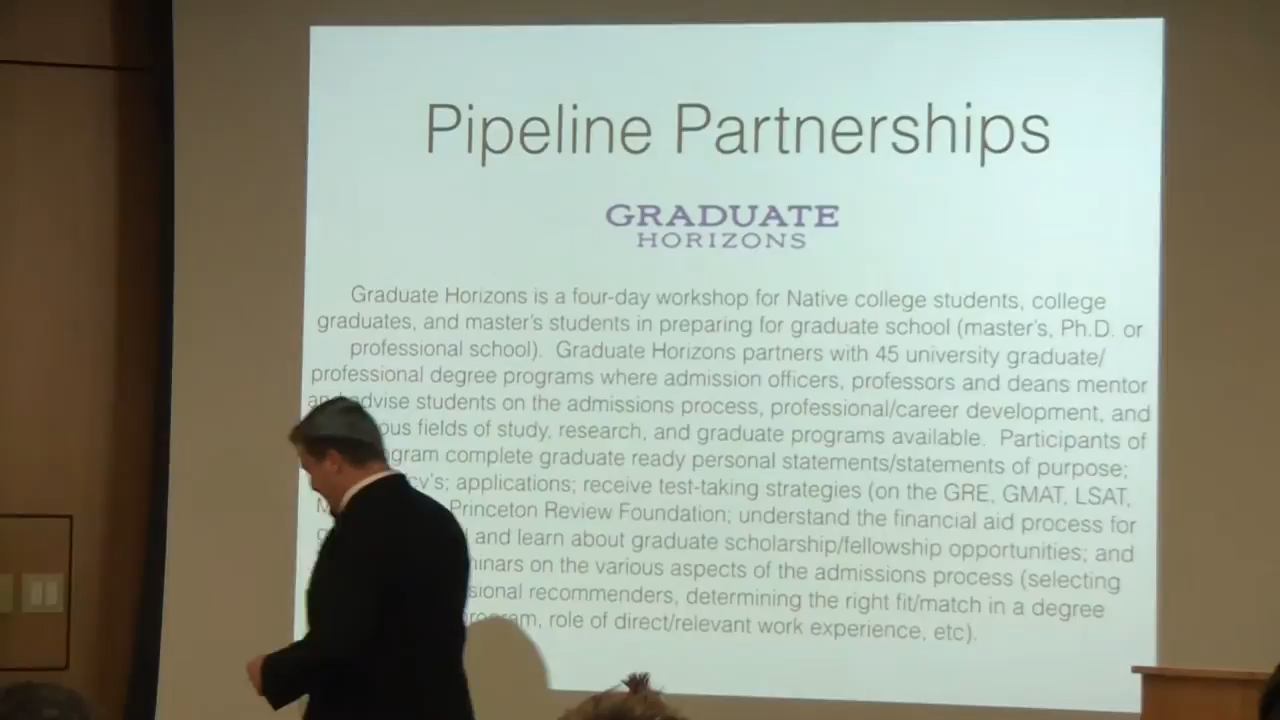 Pipeline Partnerships
GRADUATE
HORIZONS
Graduate Horizons is a four-day workshop for Native college students, college
graduates, and master's students in preparing for graduate school (master's, Ph.D. or
professional school). Graduate Horizons partners with 45 university graduate/
professional degree programs where admission officers, professors and deans mentor
and advise students on the admissions process, professional/career development, and
fields of study, research, and graduate programs available. Participants of
complete graduate ready personal statements/statements of purpose;
cv's; applications; receive test-taking strategies (on the GRE, GMAT, LSAT,
Princeton Review Foundation; understand the financial aid process for
and learn about graduate scholarship/fellowship opportunities; and
on the various aspects of the admissions process (selecting
recommenders, determining the right fit/match in a degree
program, role of direct/relevant work experience, etc).